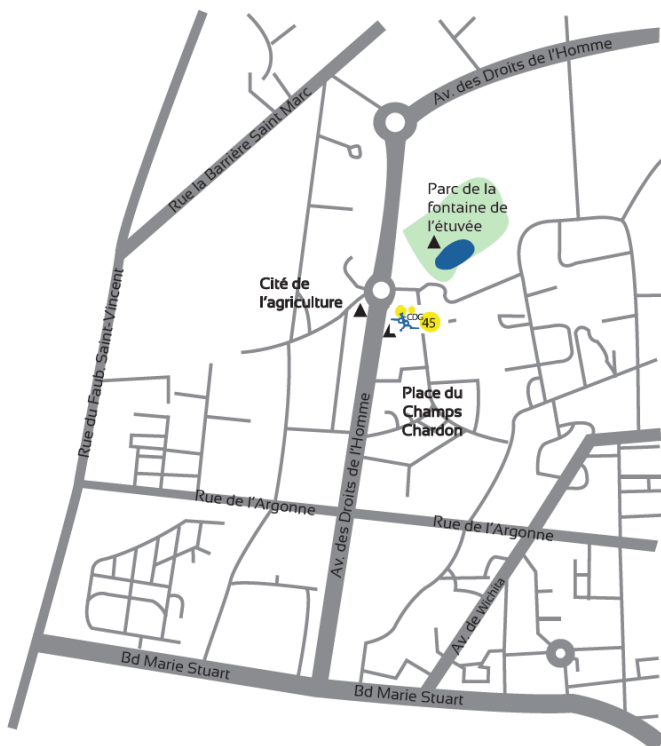 Av. des Droits de l'Homme
Rue la Barrière Saint Marc
Parc de la
fontaine de
l'étuvée
Cité de
l'agriculture
CDG 45
Rue du Faub. Saint-Vincent
Place du
Champs
Chardon
Av. des Droits de l'Homme
Rue de l'Argonne
Rue de l'Argonne
Av. de Wichita
Bd Marie Stuart
Bd Marie Stuart